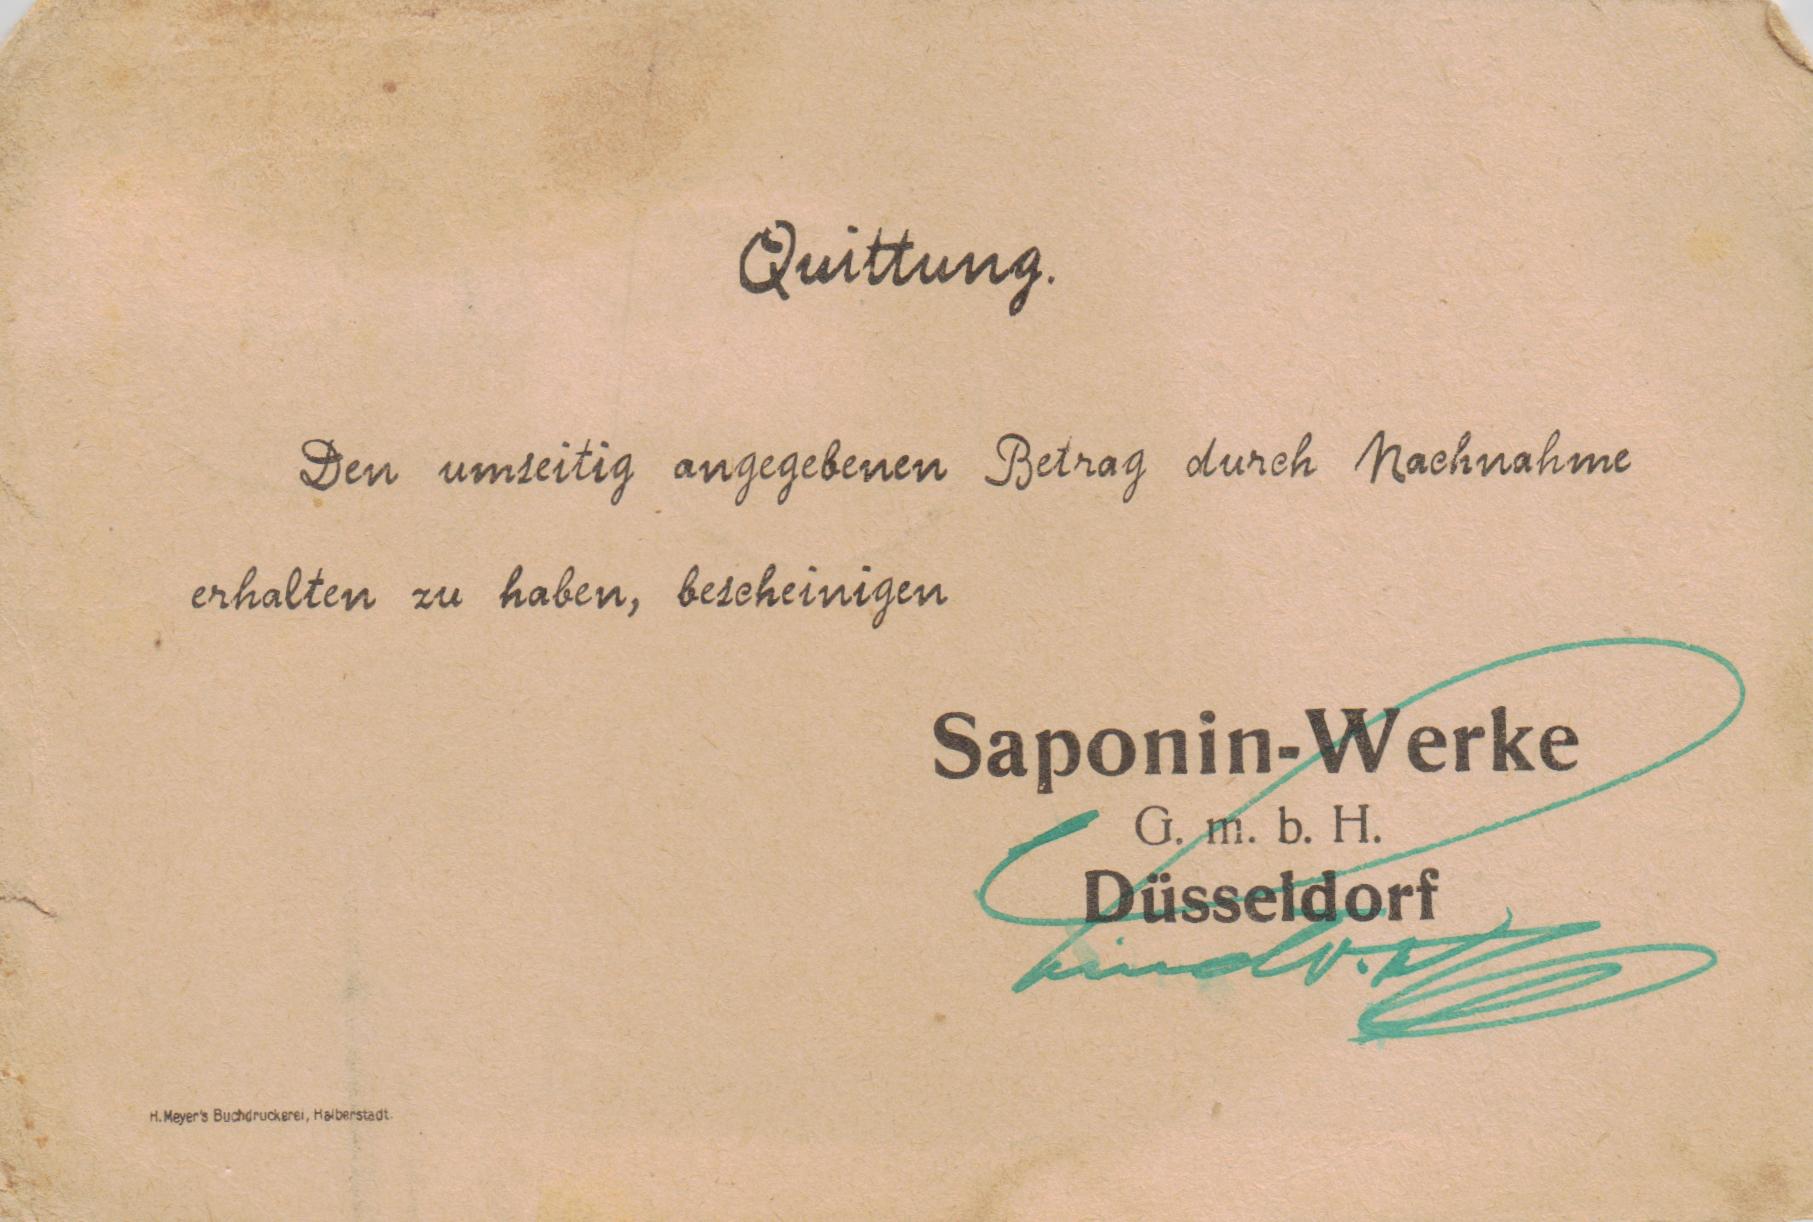 Quittung.
Den umseitig angegebenen Betrag durch Nachnahme
erhalten zu haben, bescheinigen
Saponin-Werke
G. m. b. H.
Düsseldorf
H. Meyer's Buchdruckerei, Halberstadt.